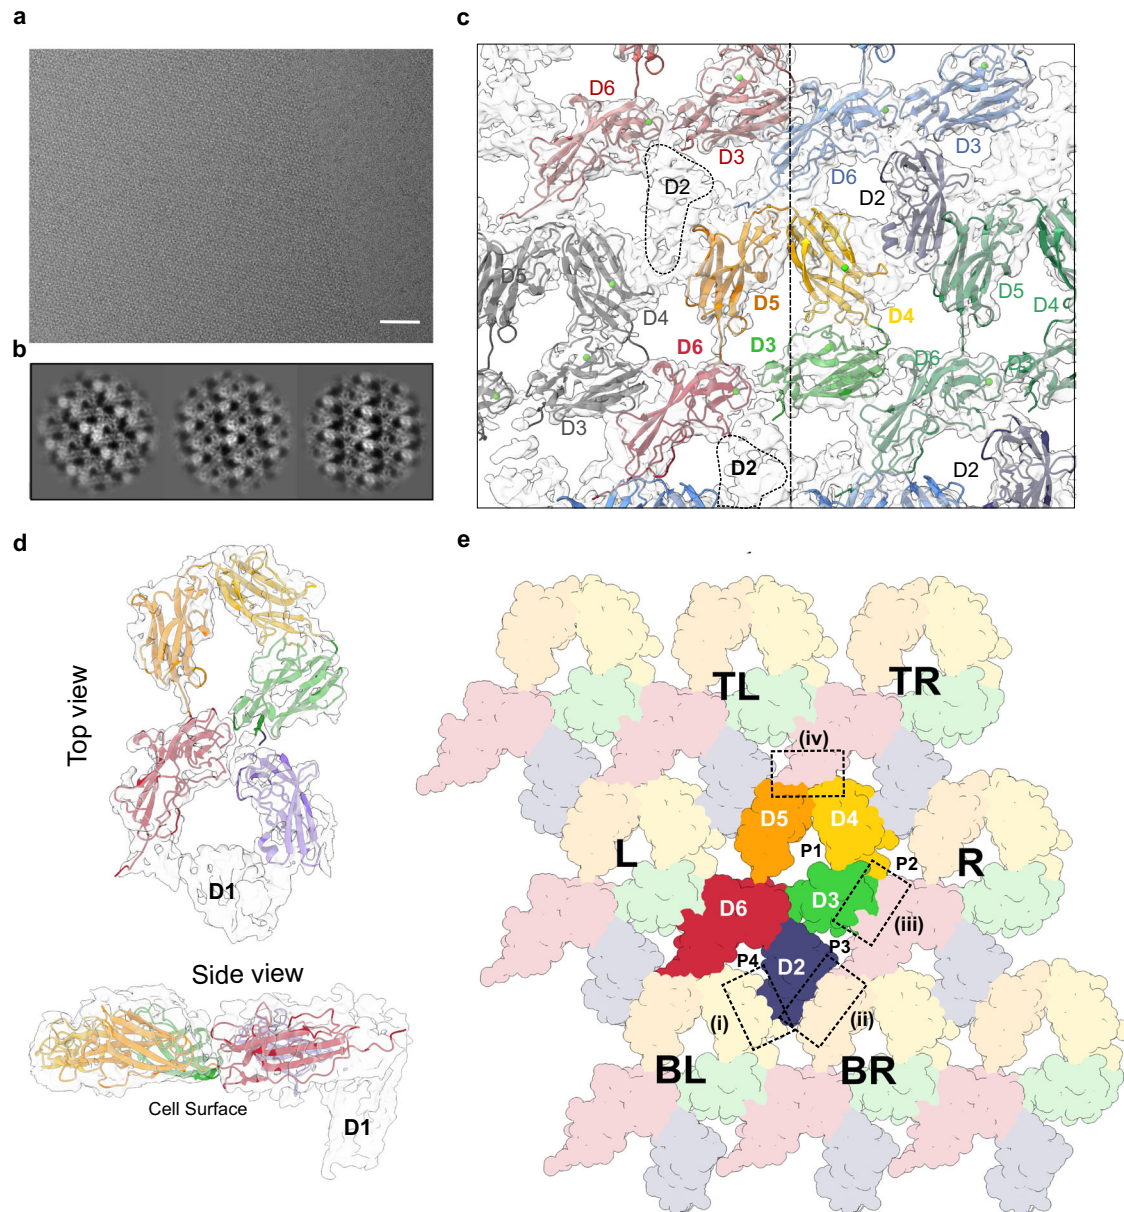 a
c
D6
D3
D3
D6
D2
D2
D5
D5
D4
D4
D5
D4
D6
D3
D6
D3
D3
D2
D2
b
d
Top view
D1
Side view
Cell Surface
D1
e
TL
TR
(iv)
D5
D4
L
P1
P2
R
D3
D6
(iii)
P3
P4
D2
(i)
(ii)
BL
BR